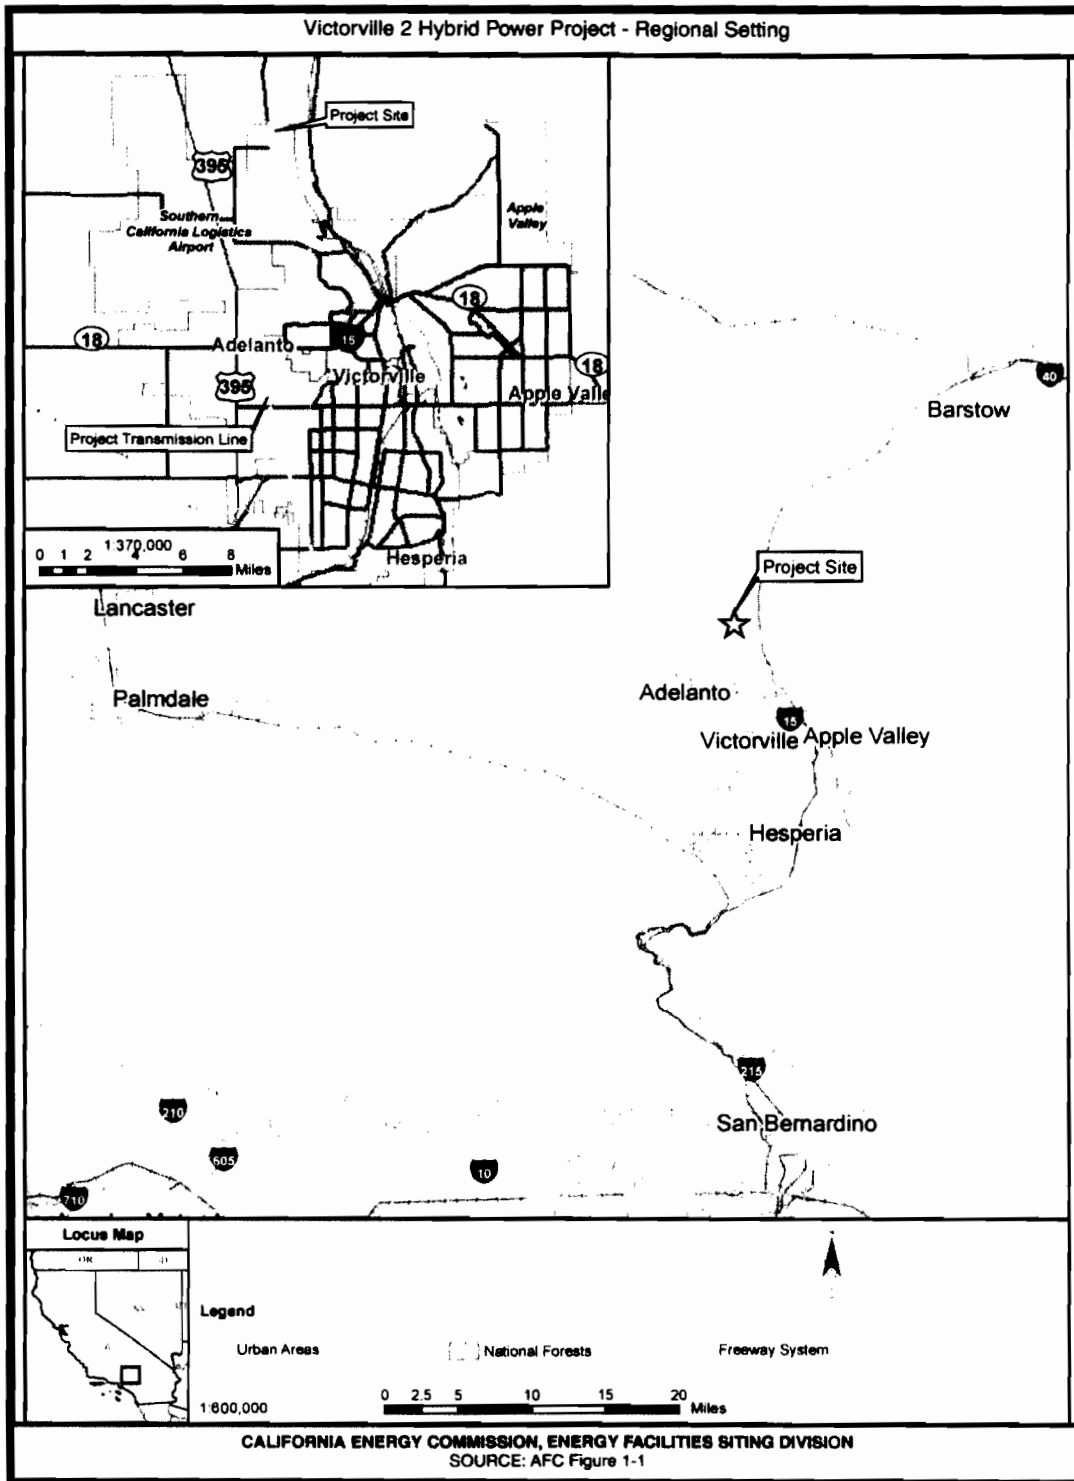 Victorville 2 Hybrid Power Project - Regional Setting
Project Site
395
Southern
California Logistics
Airport
Apple
Valley
18
18
15
Adelanto
18
395
Victorville
Apple Valle
Project Transmission Line
Hesperia
1:370,000
0 1 2 4 6 8
Miles
40
Barstow
Project Site
Lancaster
Palmdale
Adelanto
15
Victorville
Apple Valley
Hesperia
215
San Bernardino
210
605
10
710
Locus Map
OR
Legend
Urban Areas
National Forests
Freeway System
1:600,000
0 2.5 5 10 15 20
Miles
CALIFORNIA ENERGY COMMISSION, ENERGY FACILITIES SITING DIVISION
SOURCE: AFC Figure 1-1